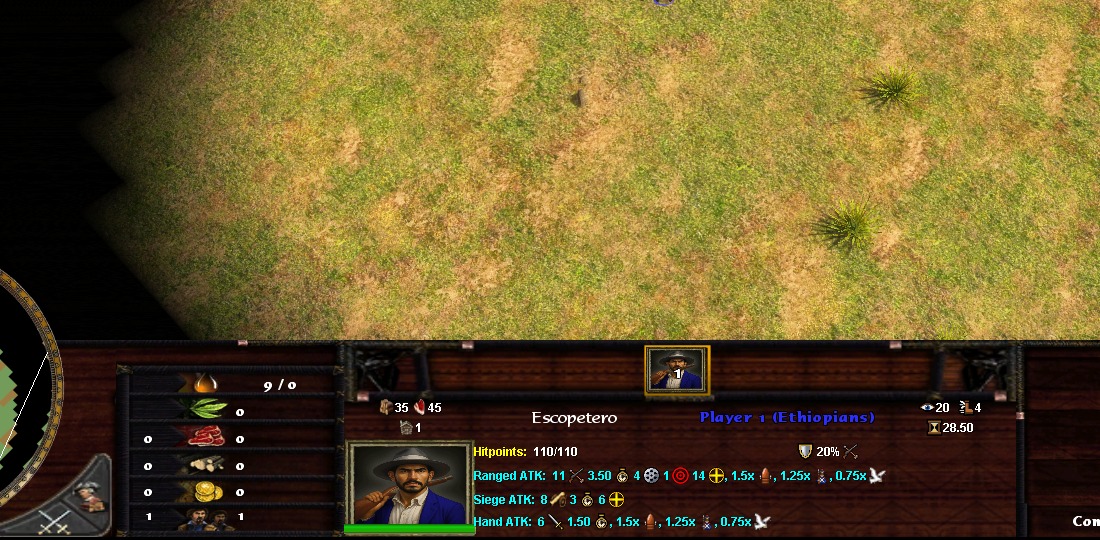 1
9 / 0
0
0 0
0 0
0 0
1 1
35 45
1
Escopetero
Player 1 (Ethiopians)
20 4
28.50
Hitpoints: 110/110 20%
Ranged ATK: 11 3.50 4 1 14 , 1.5x , 1.25x , 0.75x
Siege ATK: 8 3 6
Hand ATK: 6 1.50 , 1.5x , 1.25x , 0.75x